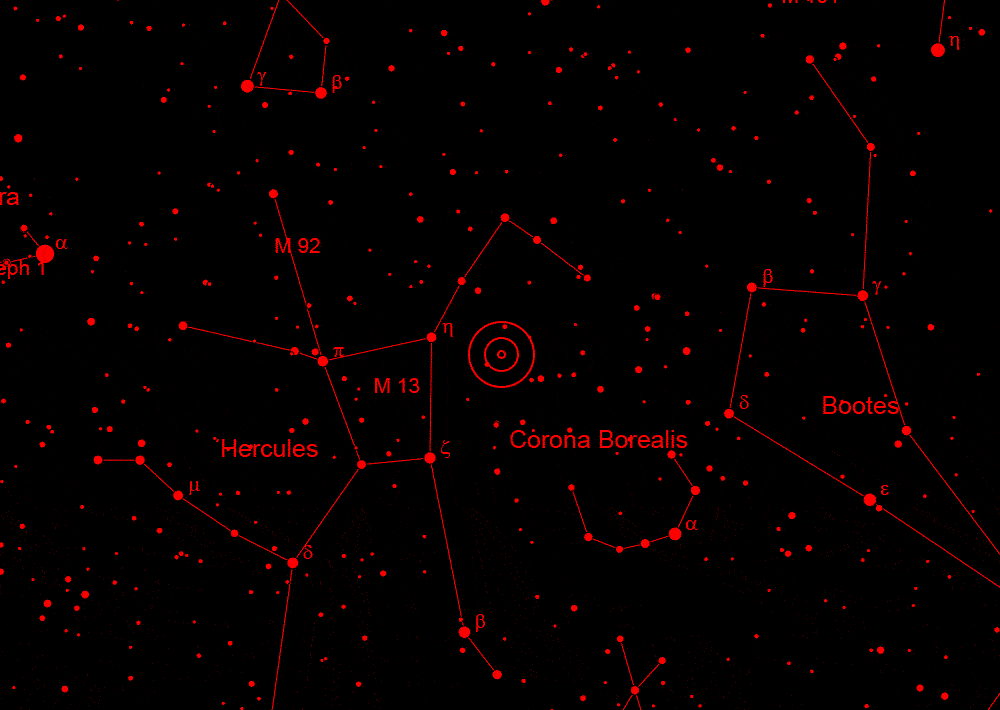 η
γ
β
ra
α
M 92
eph 1
β
γ
η
π
M 13
δ
Bootes
Hercules
Corona Borealis
ζ
μ
ε
α
δ
β